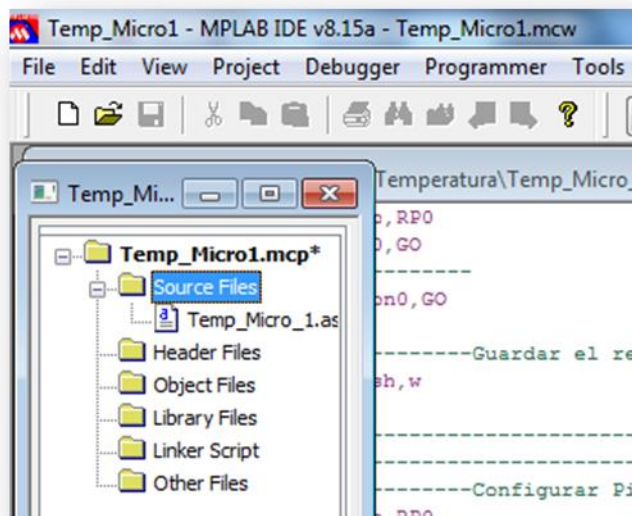 Temp_Micro1 - MPLAB IDE v8.15a - Temp_Micro1.mcw
File Edit View Project Debugger Programmer Tools
Temp_Mi...
Temperatura\Temp_Micro_
,RP0
,GO
Temp_Micro1.mcp*
---------
Source Files
on0,GO
Temp_Micro_1.as
Header Files
-------Guardar el re
sh,w
Object Files
Library Files
Linker Script
Other Files
-------Configurar Pi
RP0